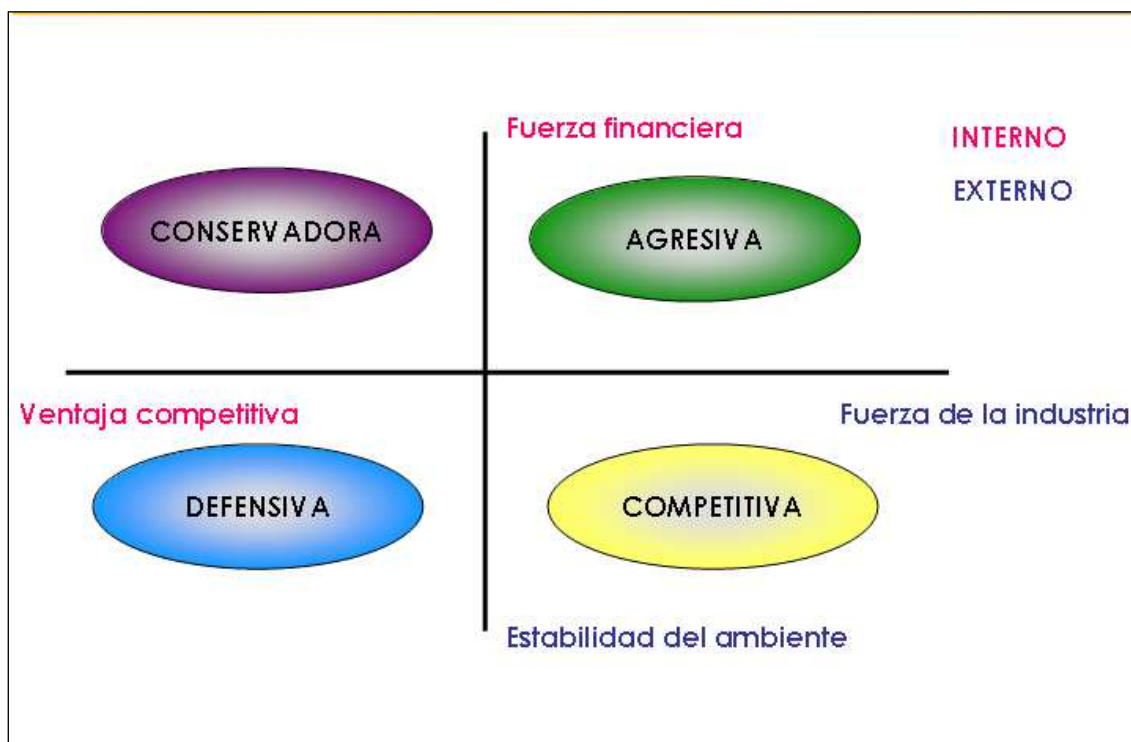 Fuerza financiera
INTERNO
EXTERNO
CONSERVADORA
AGRESIVA
Ventaja competitiva
Fuerza de la industria
DEFENSIVA
COMPETITIVA
Estabilidad del ambiente